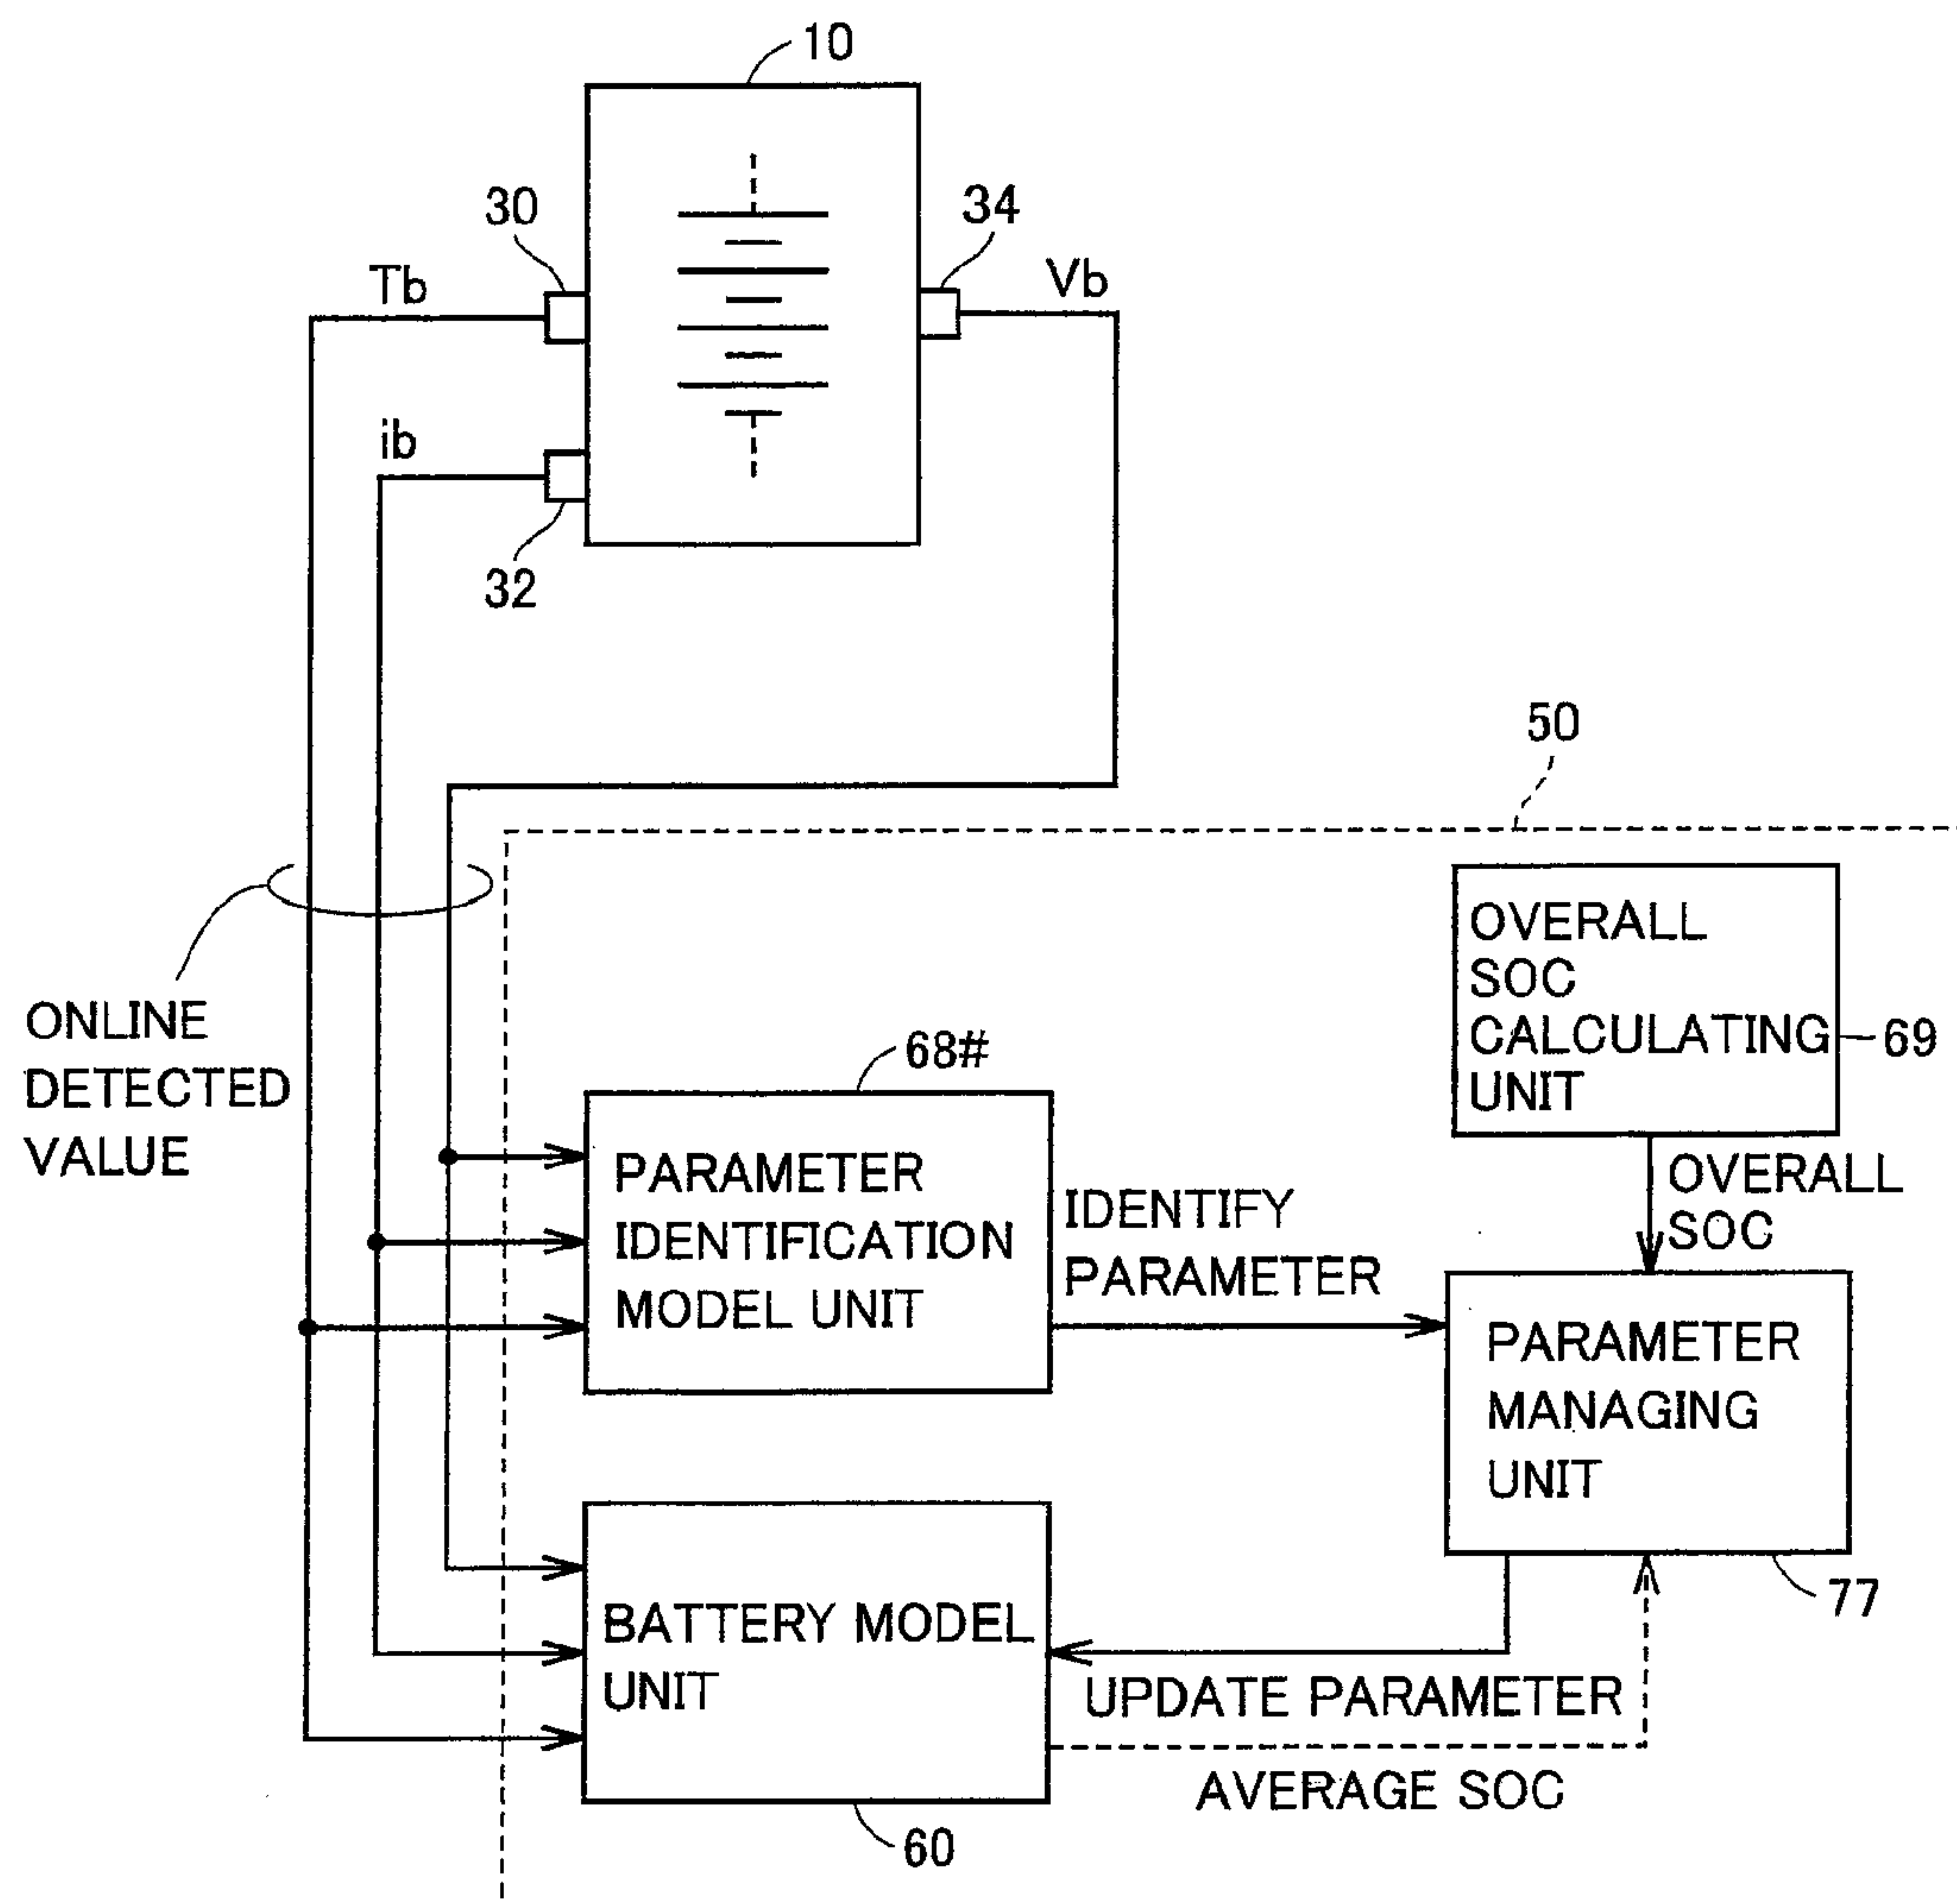 10
30
34
Tb
Vb
ib
32
50
OVERALL
SOC
CALCULATING
UNIT
69
ONLINE
DETECTED
VALUE
68#
PARAMETER
IDENTIFICATION
MODEL UNIT
IDENTIFY
PARAMETER
OVERALL
SOC
PARAMETER
MANAGING
UNIT
77
BATTERY MODEL
UNIT
UPDATE PARAMETER
AVERAGE SOC
60